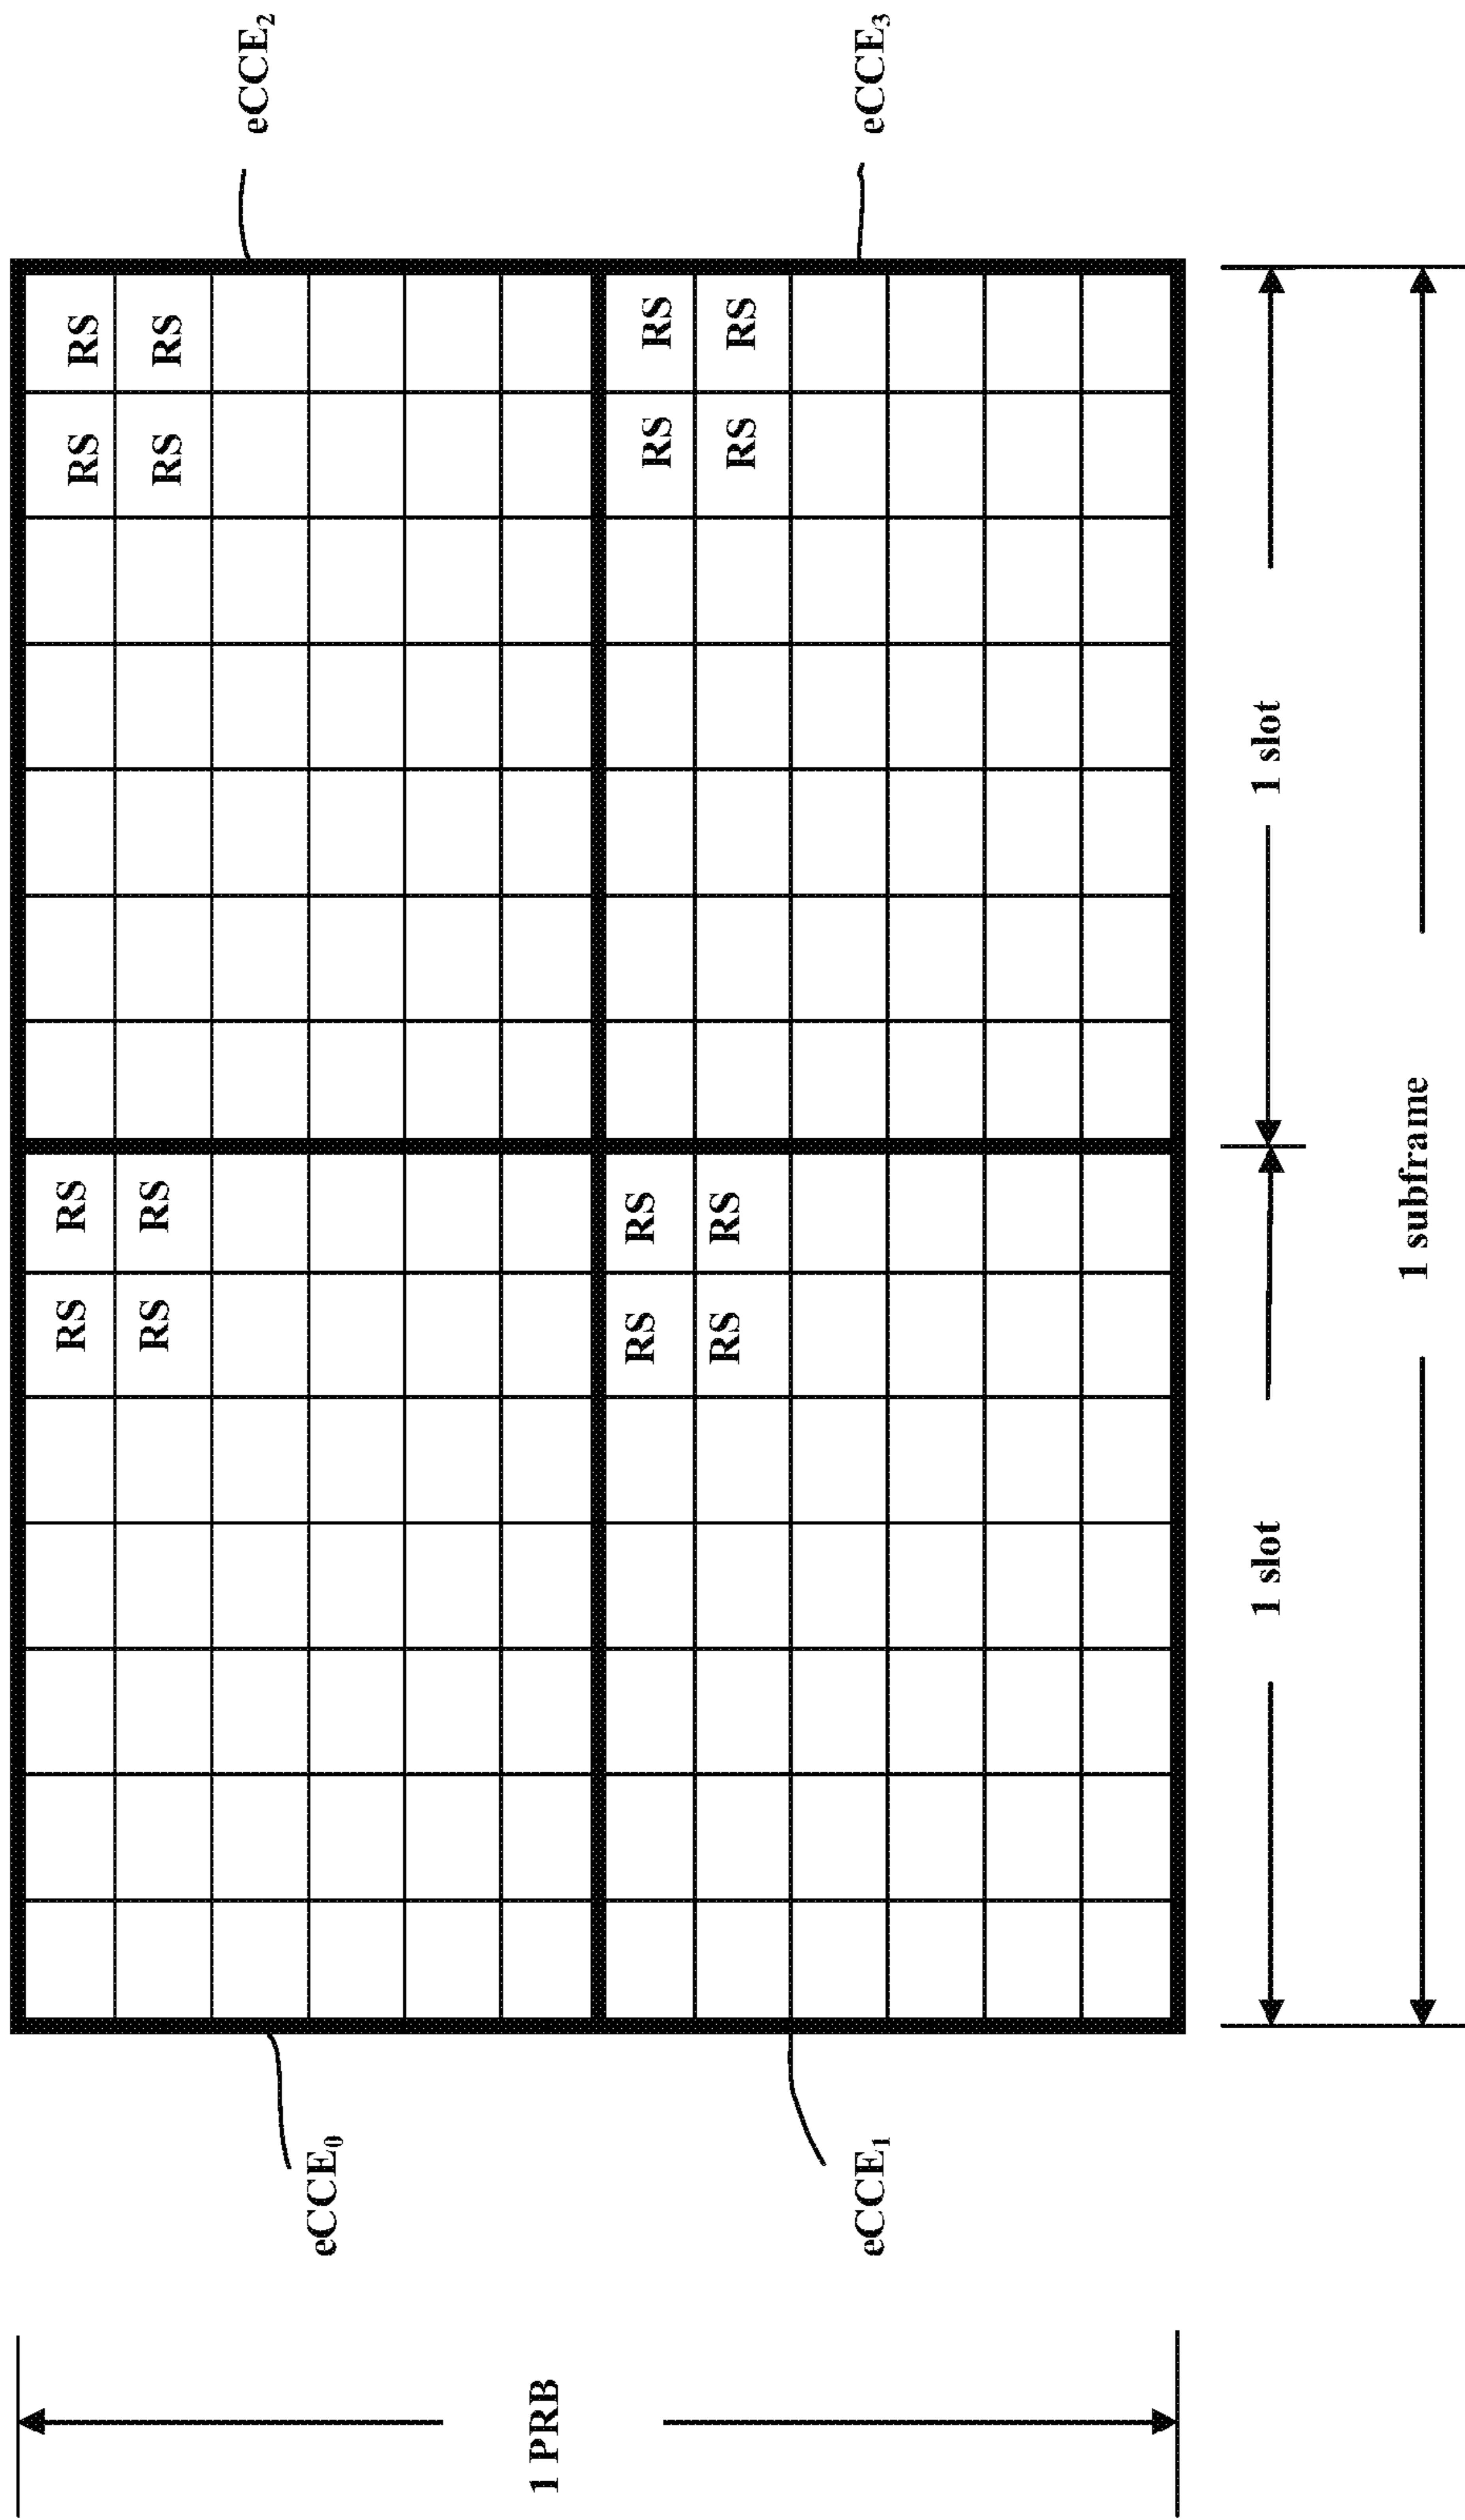 RS RS RS RS
RS RS RS RS
eCCE₂
eCCE₀
1 PRB
RS RS RS RS
RS RS RS RS
eCCE₁
eCCE₃
1 slot
1 slot
1 subframe